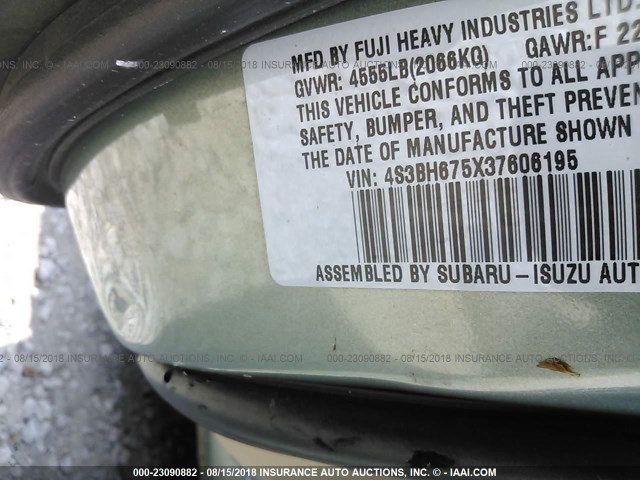 MFD BY FUJI HEAVY INDUSTRIES LTD
GVWR: 4555LB(2066KG) GAWR:F 22
THIS VEHICLE CONFORMS TO ALL APP
SAFETY, BUMPER, AND THEFT PREVEN
THE DATE OF MANUFACTURE SHOWN
VIN: 4S3BH675X37606195
ASSEMBLED BY SUBARU-ISUZU AUT
000-23090882 - 08/15/2018 INSURANCE AUTO AUCTIONS, INC. - © - IAAI.COM